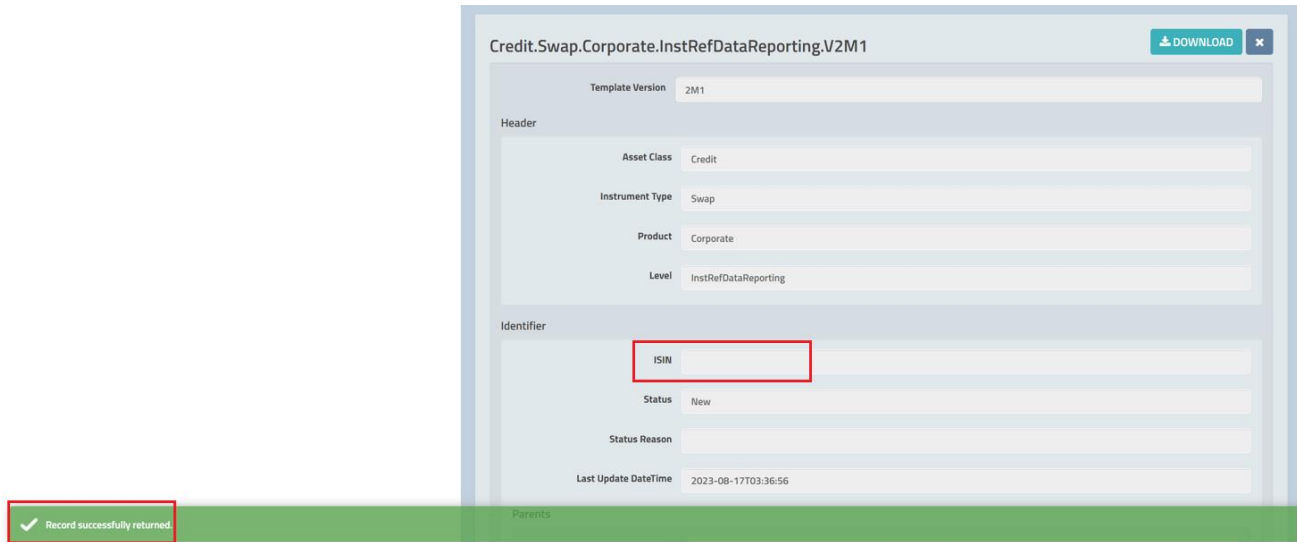 Credit.Swap.Corporate.InstRefDataReporting.V2M1
DOWNLOAD
Template Version 2M1
Header
Asset Class Credit
Instrument Type Swap
Product Corporate
Level InstRefDataReporting
Identifier
ISIN
Status New
Status Reason
Last Update DateTime 2023-08-17T03:36:56
Parents
Record successfully returned.